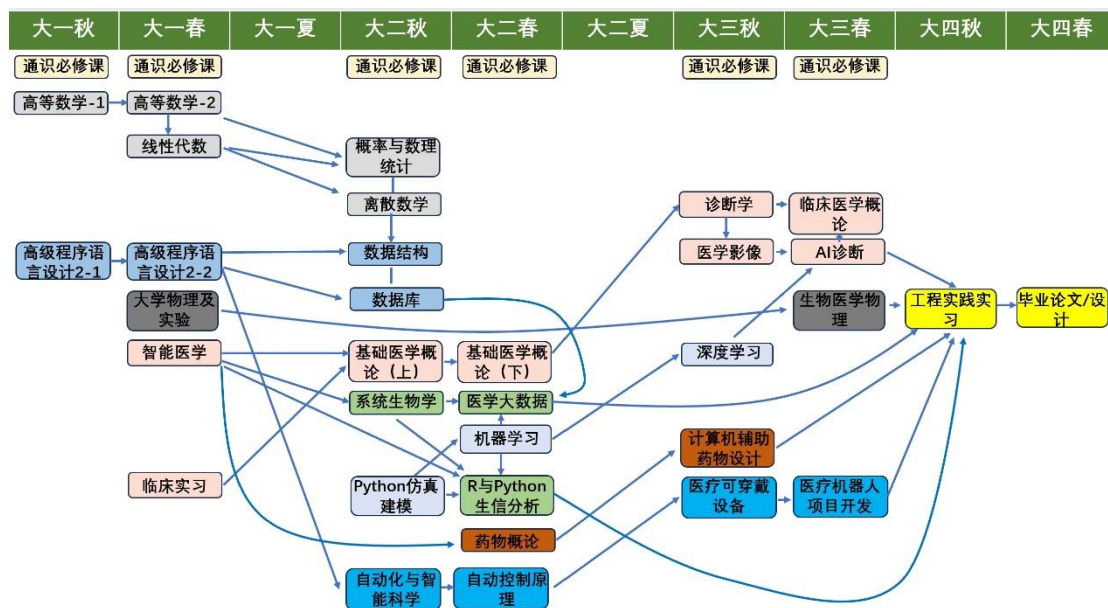 大一秋 大一春 大一夏 大二秋 大二春 大二夏 大三秋 大三春 大四秋 大四春
通识必修课 通识必修课 通识必修课 通识必修课 通识必修课 通识必修课
高等数学-1 高等数学-2
线性代数
概率与数理
统计
离散数学
诊断学
临床医学概
论
高级程序语
言设计2-1
高级程序语
言设计2-2
数据结构
医学影像
AI诊断
数据库
大学物理及
实验
生物医学物
理
工程实践实
习
毕业论文/设
计
智能医学
基础医学概
论（上）
基础医学概
论（下）
深度学习
系统生物学
医学大数据
机器学习
计算机辅助
药物设计
临床实习
Python仿真
建模
R与Python
生信分析
医疗可穿戴
设备
医疗机器人
项目开发
药物概论
自动化与智
能科学
自动控制原
理